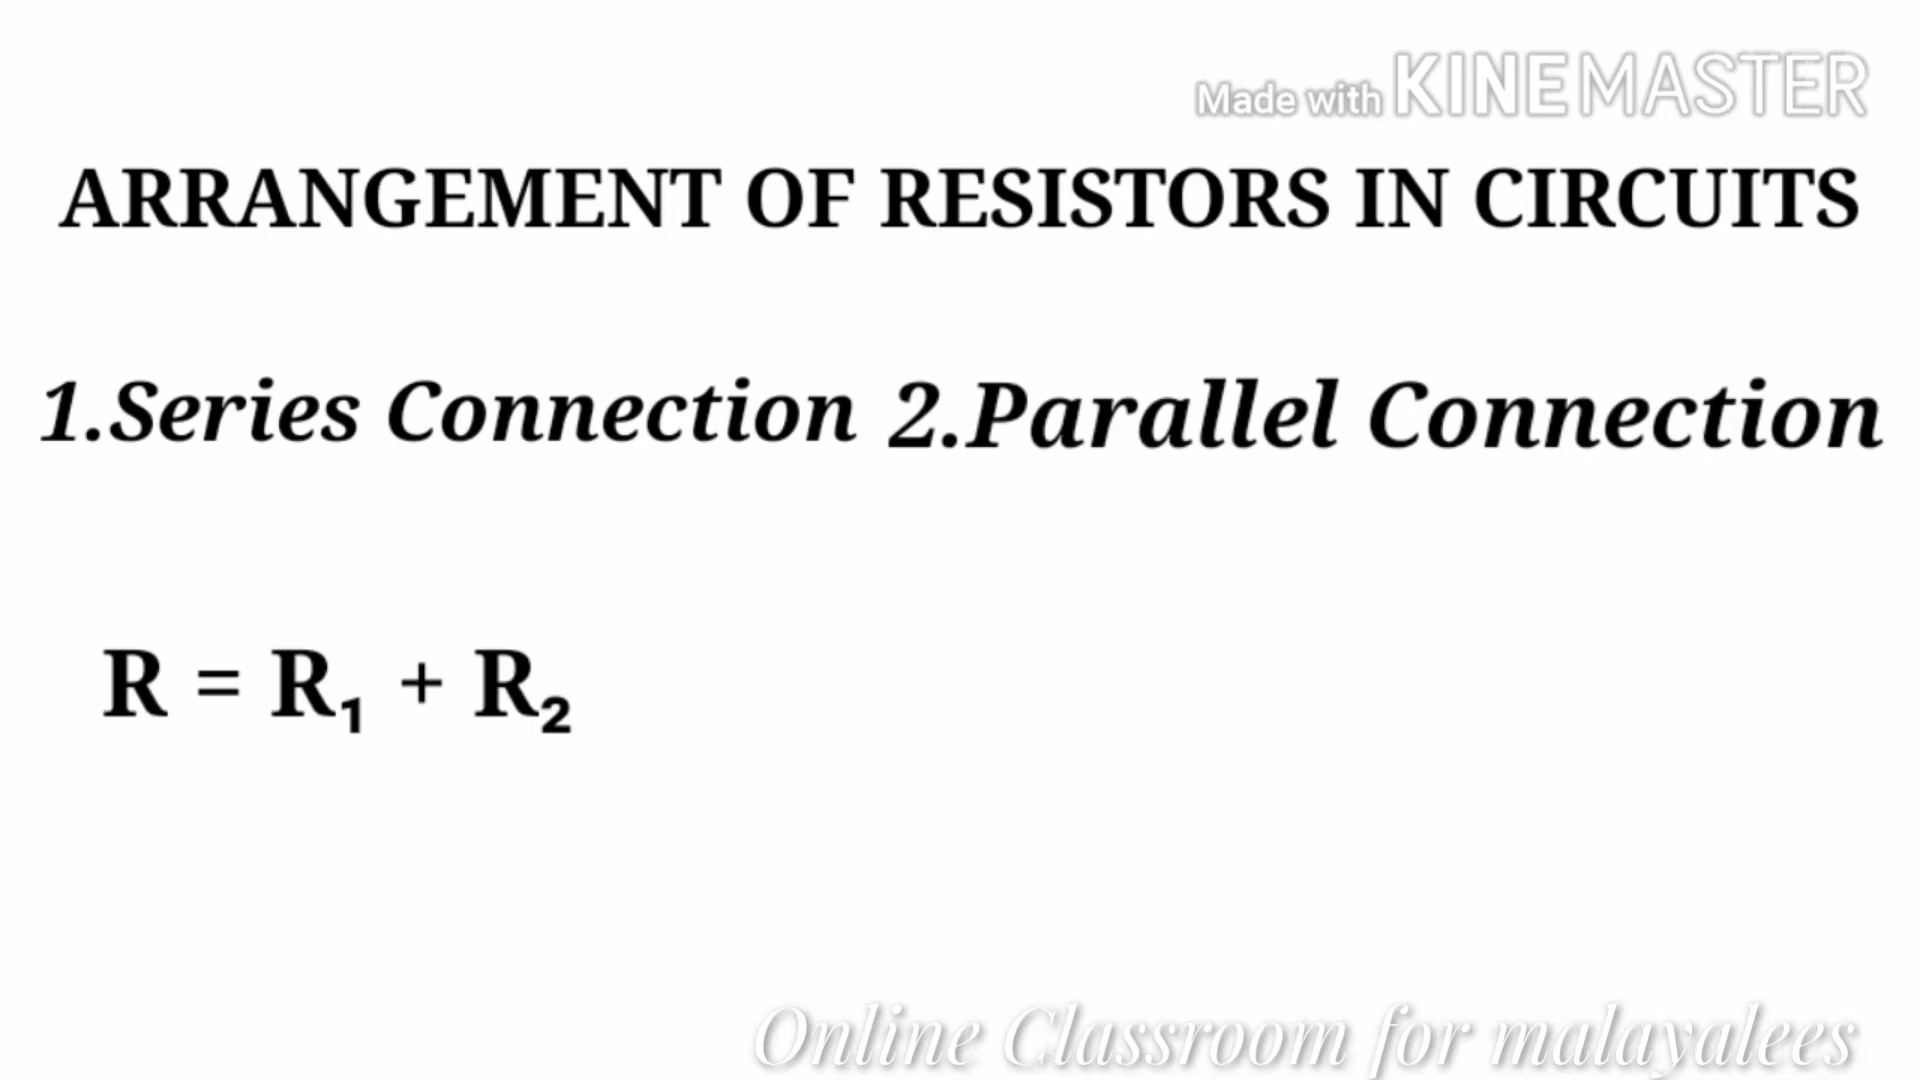 Made with KINEMASTER
ARRANGEMENT OF RESISTORS IN CIRCUITS
1.Series Connection 2.Parallel Connection
R = R₁ + R₂
Online Classroom for malayalees